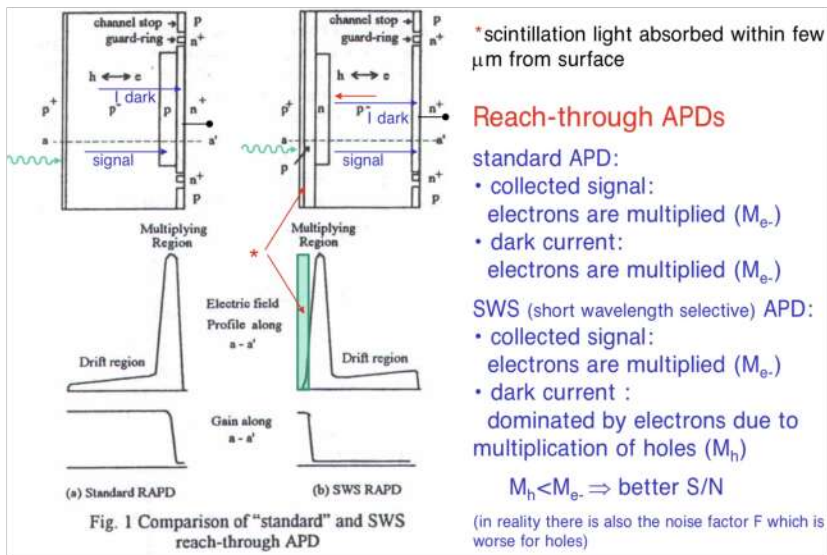 channel stop
p
guard-ring
n+
h ⟷ e
I dark
p+
p-
p
n+
a
a'
signal
n+
p
channel stop
p
guard-ring
n+
h ⟷ e
p+
n
p-
I dark
n+
a
a'
signal
p
n+
p
Multiplying
Region
Multiplying
Region
*
Electric field
Profile along
a - a'
Drift region
Drift region
Gain along
a - a'
(a) Standard RAPD
(b) SWS RAPD
Fig. 1 Comparison of "standard" and SWS
reach-through APD
*scintillation light absorbed within few
μm from surface
Reach-through APDs
standard APD:
• collected signal:
electrons are multiplied (Me-)
• dark current:
electrons are multiplied (Me-)
SWS (short wavelength selective) APD:
• collected signal:
electrons are multiplied (Me-)
• dark current :
dominated by electrons due to
multiplication of holes (Mh)
Mh<Me- ⇒ better S/N
(in reality there is also the noise factor F which is
worse for holes)